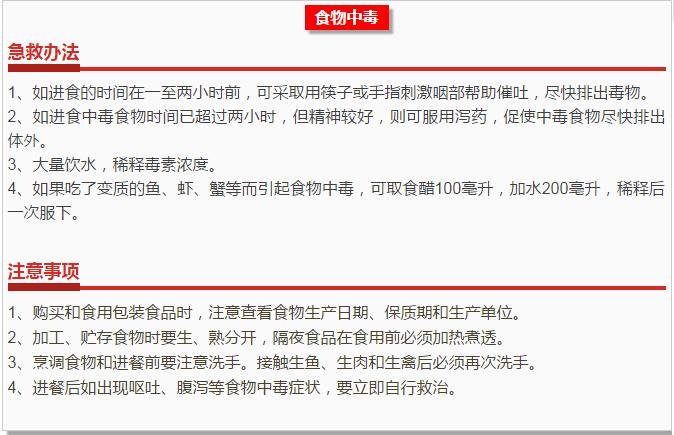 食物中毒
急救办法
1、如进食的时间在一至两小时前，可采取用筷子或手指刺激咽部帮助催吐，尽快排出毒物。
2、如进食中毒食物时间已超过两小时，但精神较好，则可服用泻药，促使中毒食物尽快排出
体外。
3、大量饮水，稀释毒素浓度。
4、如果吃了变质的鱼、虾、蟹等而引起食物中毒，可取食醋100毫升，加水200毫升，稀释后
一次服下。
注意事项
1、购买和食用包装食品时，注意查看食物生产日期、保质期和生产单位。
2、加工、贮存食物时要生、熟分开，隔夜食品在食用前必须加热煮透。
3、烹调食物和进餐前要注意洗手。接触生鱼、生肉和生禽后必须再次洗手。
4、进餐后如出现呕吐、腹泻等食物中毒症状，要立即自行救治。